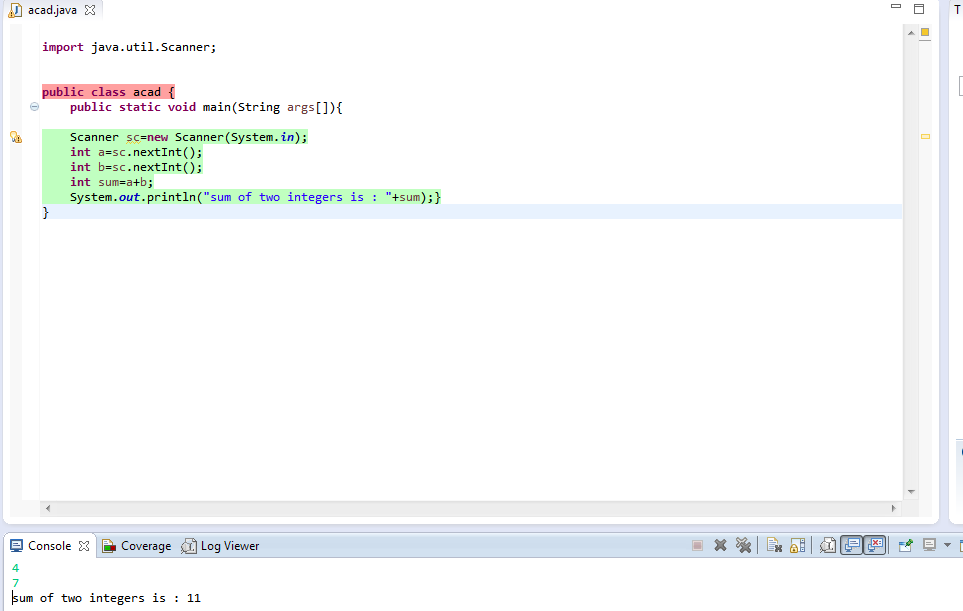 acad.java
T
import java.util.Scanner;
public class acad {
public static void main(String args[]){
Scanner sc=new Scanner(System.in);
int a=sc.nextInt();
int b=sc.nextInt();
int sum=a+b;
System.out.println("sum of two integers is : "+sum);}
}
Console Coverage Log Viewer
4
7
sum of two integers is : 11